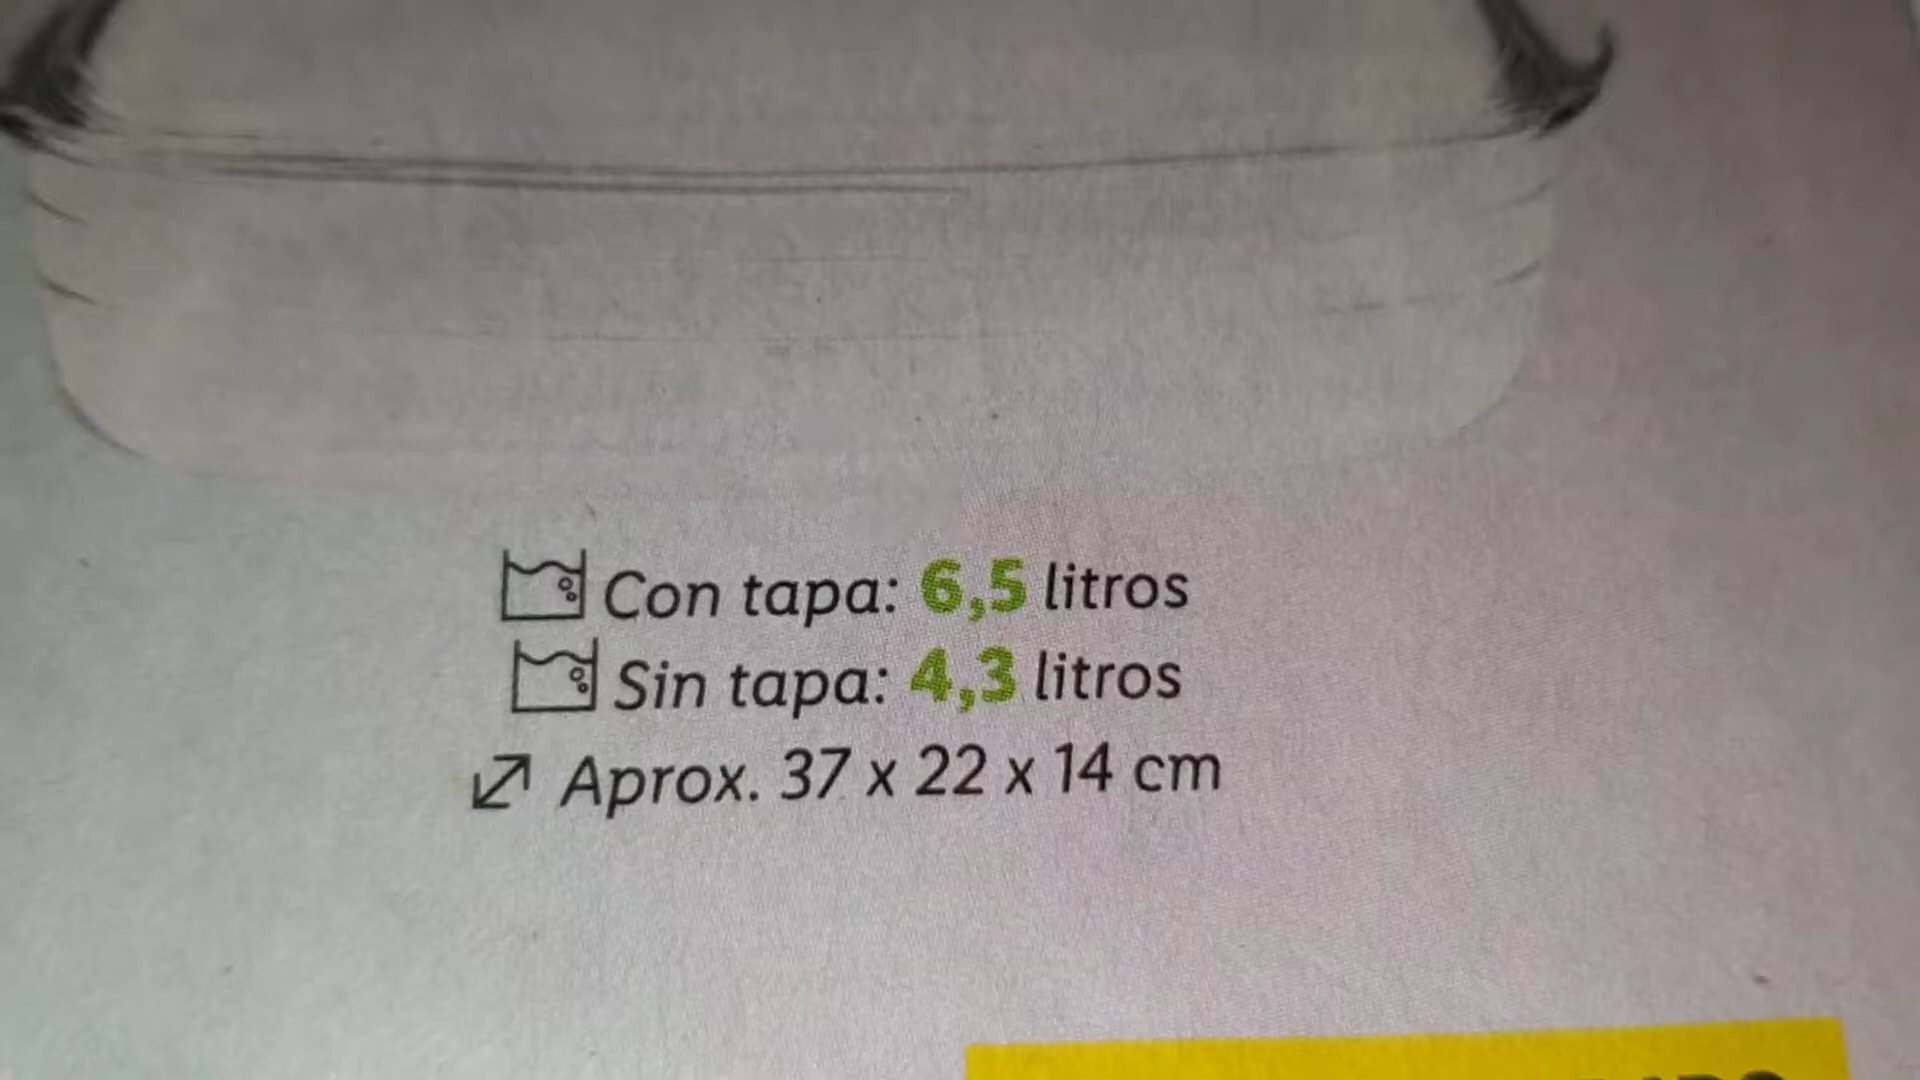 Con tapa: 6,5 litros
Sin tapa: 4,3 litros
Aprox. 37 x 22 x 14 cm